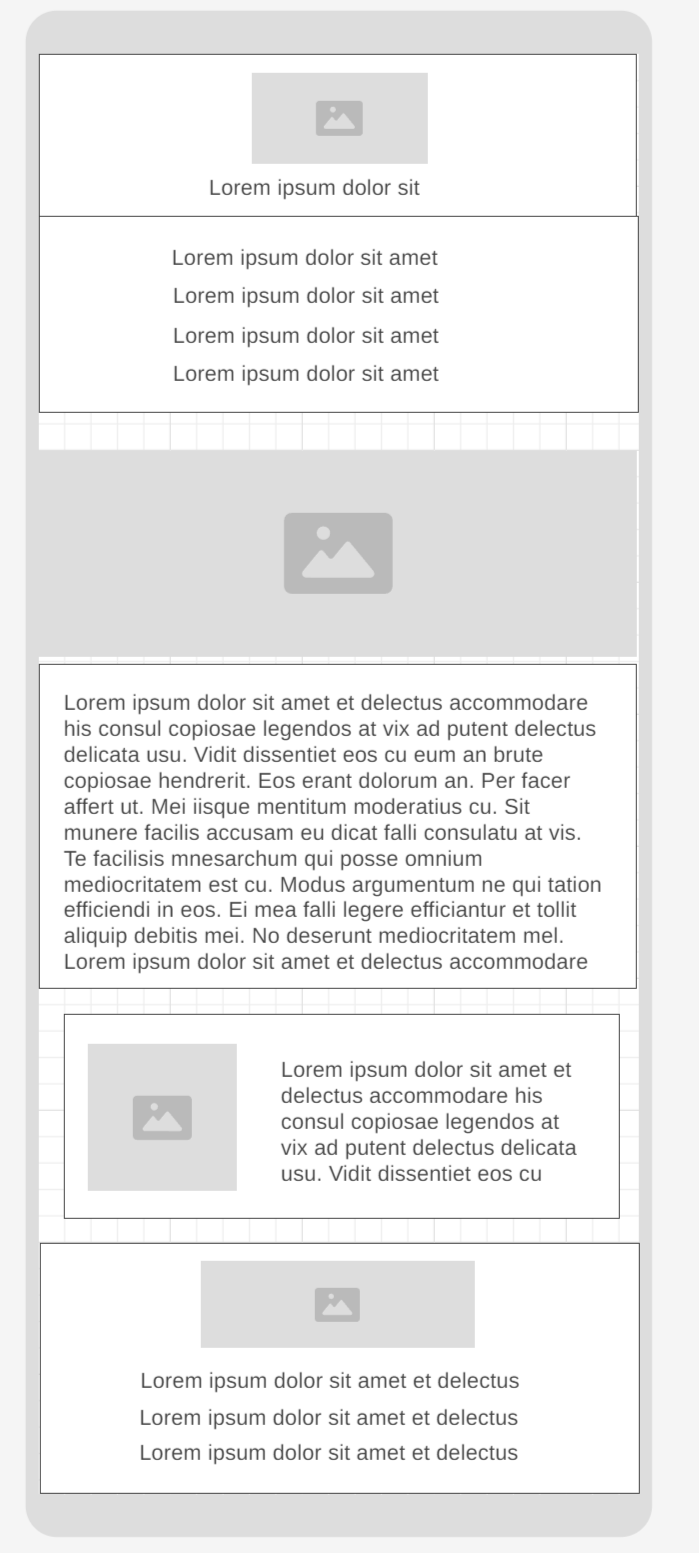 Lorem ipsum dolor sit
Lorem ipsum dolor sit amet
Lorem ipsum dolor sit amet
Lorem ipsum dolor sit amet
Lorem ipsum dolor sit amet
Lorem ipsum dolor sit amet et delectus accommodare
his consul copiosae legendos at vix ad putent delectus
delicata usu. Vidit dissentiet eos cu eum an brute
copiosae hendrerit. Eos erant dolorum an. Per facer
affert ut. Mei iisque mentitum moderatius cu. Sit
munere facilis accusam eu dicat falli consulatu at vis.
Te facilisis mnesarchum qui posse omnium
mediocritatem est cu. Modus argumentum ne qui tation
efficiendi in eos. Ei mea falli legere efficiantur et tollit
aliquip debitis mei. No deserunt mediocritatem mel.
Lorem ipsum dolor sit amet et delectus accommodare
Lorem ipsum dolor sit amet et
delectus accommodare his
consul copiosae legendos at
vix ad putent delectus delicata
usu. Vidit dissentiet eos cu
Lorem ipsum dolor sit amet et delectus
Lorem ipsum dolor sit amet et delectus
Lorem ipsum dolor sit amet et delectus